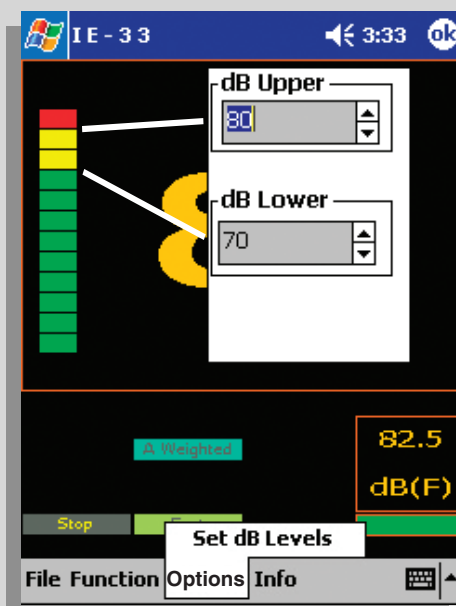 IE-33 3:33 ok
dB Upper
80
dB Lower
70
8
A Weighted
82.5
dB(F)
Stop
Set dB Levels
File Function Options Info